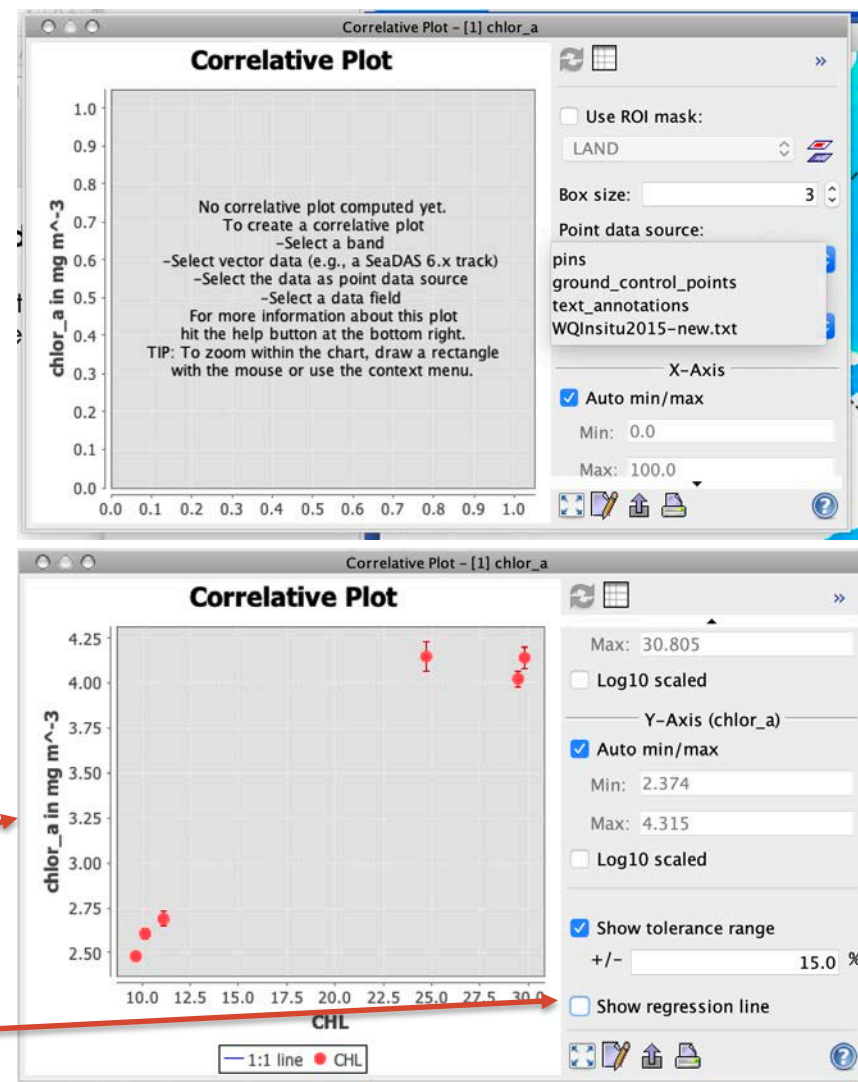 Correlative Plot – [1] chlor_a
Correlative Plot
chlor_a in mg m^-3
1.0
0.9
0.8
0.7
0.6
0.5
0.4
0.3
0.2
0.1
0.0
No correlative plot computed yet.
To create a correlative plot
-Select a band
-Select vector data (e.g., a SeaDAS 6.x track)
-Select the data as point data source
-Select a data field
For more information about this plot
hit the help button at the bottom right.
TIP: To zoom within the chart, draw a rectangle
with the mouse or use the context menu.
0.0 0.1 0.2 0.3 0.4 0.5 0.6 0.7 0.8 0.9 1.0
»
Use ROI mask:
LAND
Box size: 3
Point data source:
pins
ground_control_points
text_annotations
WQInsitu2015-new.txt
X-Axis
Auto min/max
Min: 0.0
Max: 100.0
?
Correlative Plot – [1] chlor_a
Correlative Plot
chlor_a in mg m^-3
4.25
4.00
3.75
3.50
3.25
3.00
2.75
2.50
10.0 12.5 15.0 17.5 20.0 22.5 25.0 27.5 30.0
CHL
1:1 line CHL
»
Max: 30.805
Log10 scaled
Y-Axis (chlor_a)
Auto min/max
Min: 2.374
Max: 4.315
Log10 scaled
Show tolerance range
+/- 15.0 %
Show regression line
?